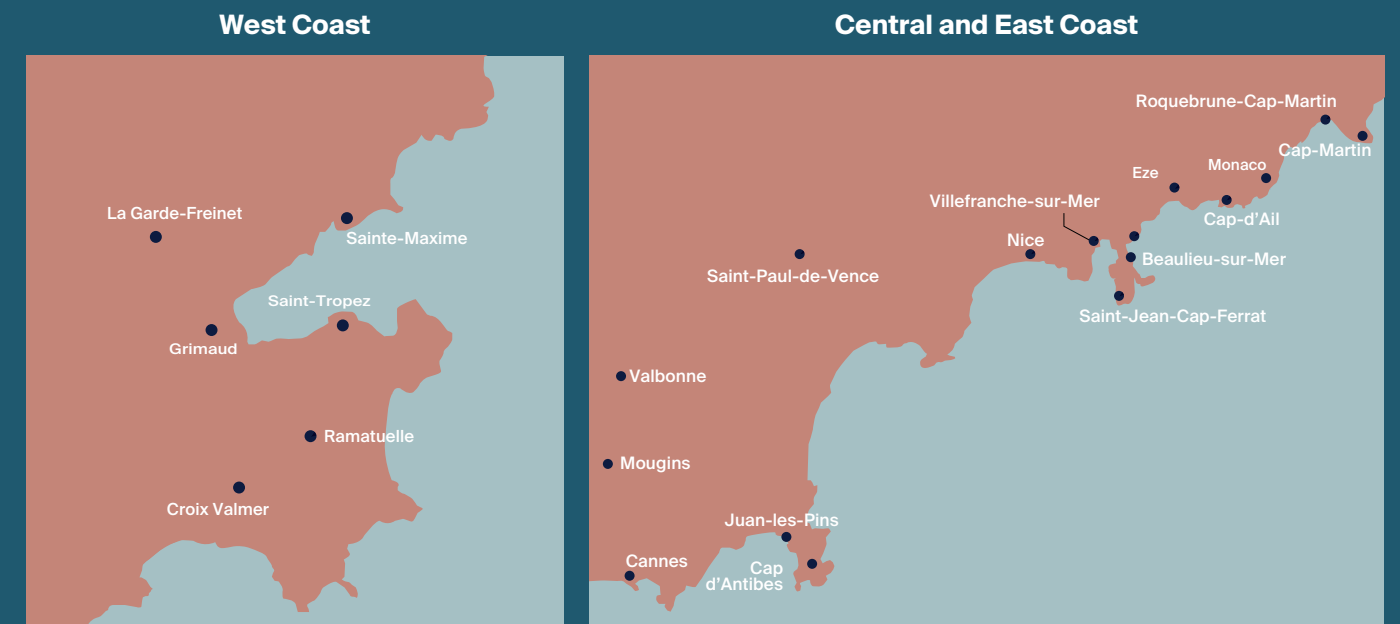 West Coast
La Garde-Freinet
Sainte-Maxime
Saint-Tropez
Grimaud
Ramatuelle
Croix Valmer
Central and East Coast
Roquebrune-Cap-Martin
Cap-Martin
Monaco
Eze
Villefranche-sur-Mer
Cap-d'Ail
Nice
Beaulieu-sur-Mer
Saint-Paul-de-Vence
Saint-Jean-Cap-Ferrat
Valbonne
Mougins
Juan-les-Pins
Cannes
Cap
d'Antibes